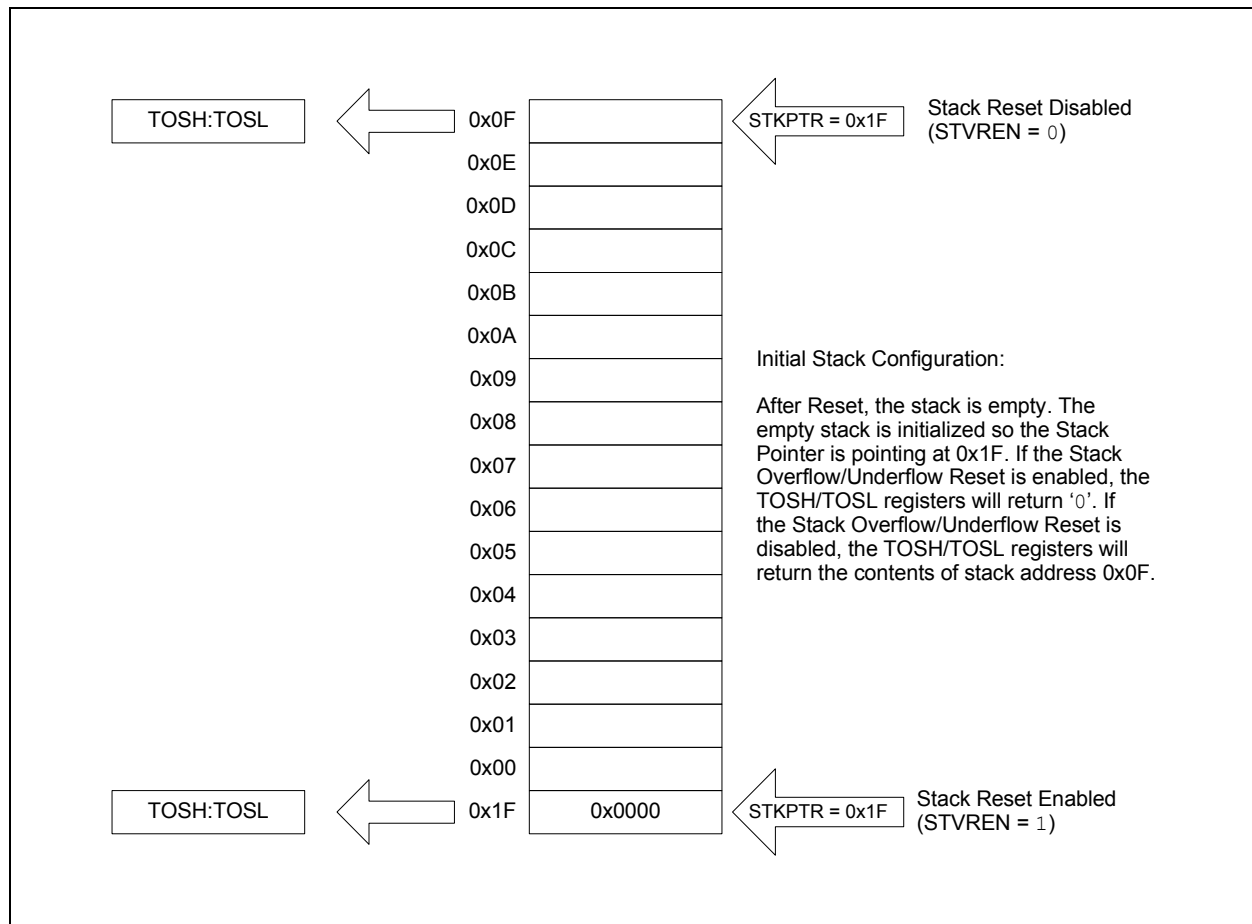 TOSH:TOSL
0x0F
STKPTR = 0x1F
Stack Reset Disabled
(STVREN = 0)
0x0E
0x0D
0x0C
0x0B
0x0A
0x09
0x08
0x07
0x06
0x05
0x04
0x03
0x02
0x01
0x00
Initial Stack Configuration:
After Reset, the stack is empty. The
empty stack is initialized so the Stack
Pointer is pointing at 0x1F. If the Stack
Overflow/Underflow Reset is enabled, the
TOSH/TOSL registers will return ‘0’. If
the Stack Overflow/Underflow Reset is
disabled, the TOSH/TOSL registers will
return the contents of stack address 0x0F.
TOSH:TOSL
0x1F
0x0000
STKPTR = 0x1F
Stack Reset Enabled
(STVREN = 1)